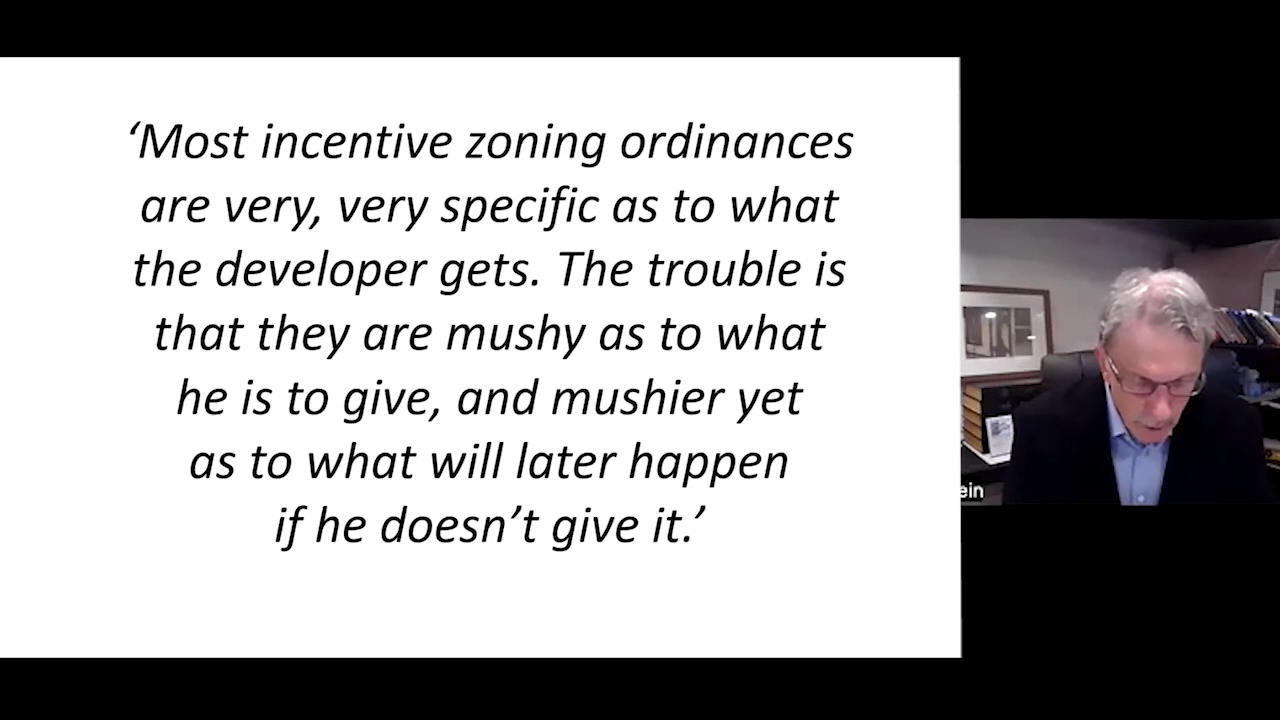 ‘Most incentive zoning ordinances
are very, very specific as to what
the developer gets. The trouble is
that they are mushy as to what
he is to give, and mushier yet
as to what will later happen
if he doesn’t give it.’
ein